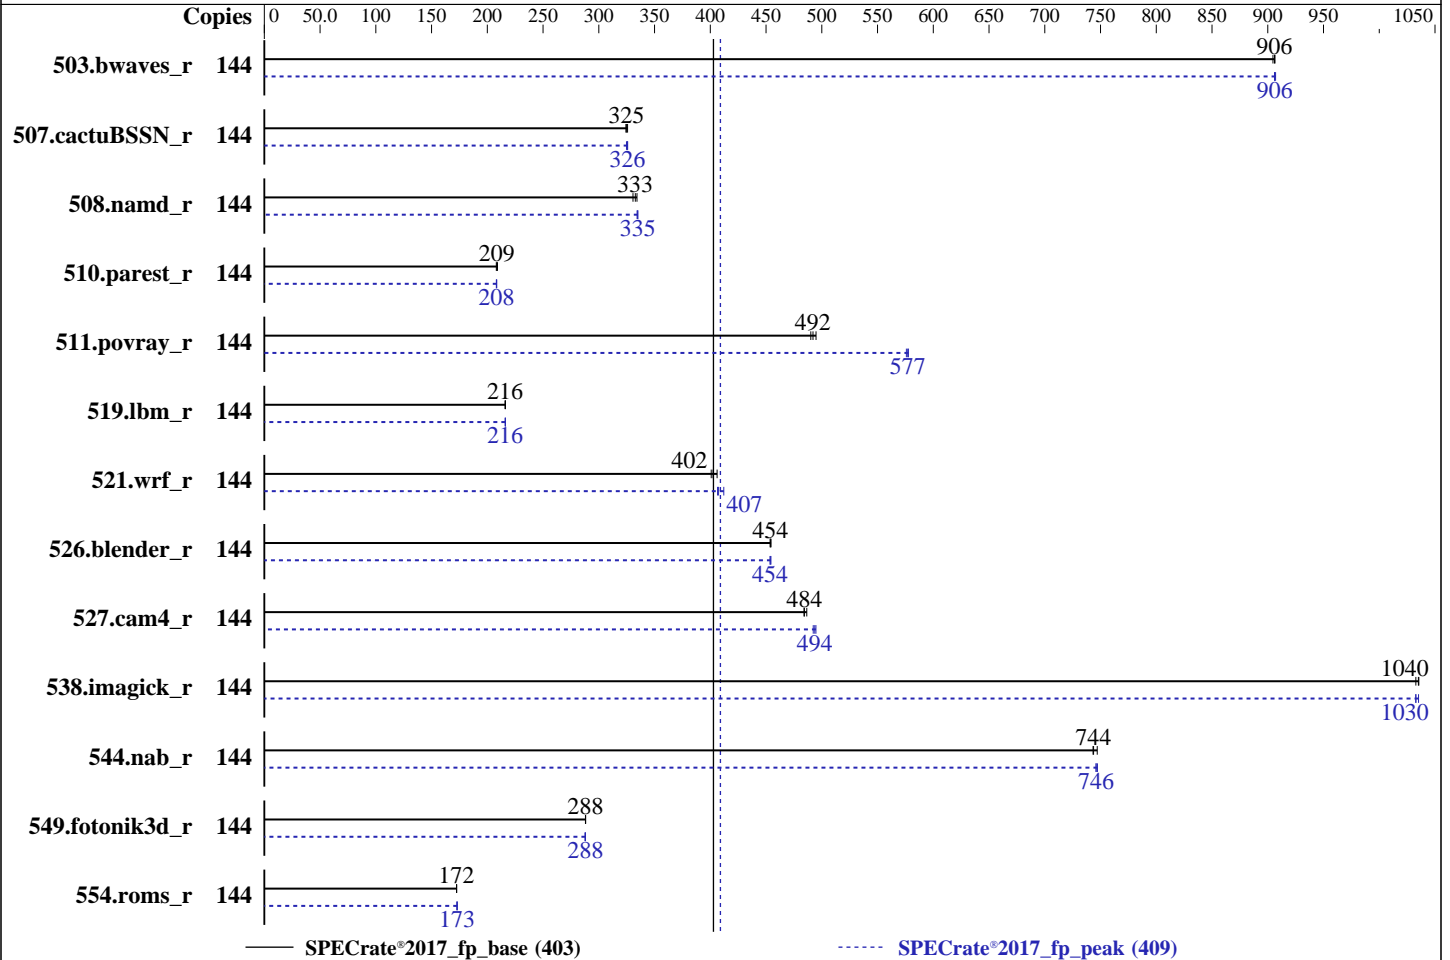 Copies 0 50.0 100 150 200 250 300 350 400 450 500 550 600 650 700 750 800 850 900 950 1050
906
503.bwaves_r 144
906
325
507.cactuBSSN_r 144
326
333
508.namd_r 144
335
209
510.parest_r 144
208
492
511.povray_r 144
577
216
519.lbm_r 144
216
402
521.wrf_r 144
407
454
526.blender_r 144
454
484
527.cam4_r 144
494
1040
538.imagick_r 144
1030
744
544.nab_r 144
746
288
549.fotonik3d_r 144
288
172
554.roms_r 144
173
SPECrate®2017_fp_base (403) SPECrate®2017_fp_peak (409)